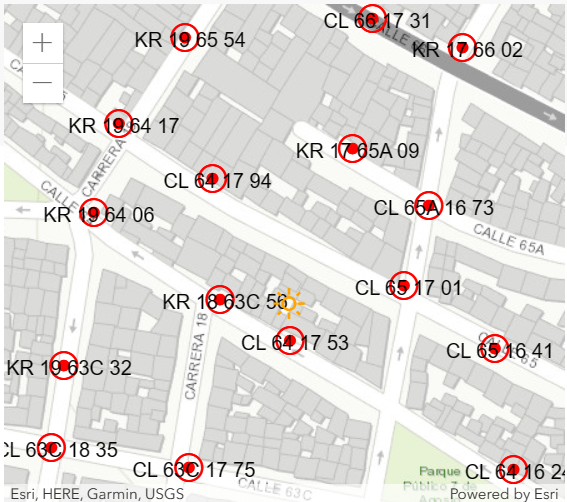 CL 66 17 31
KR 19 65 54
KR 17 66 02
CALLE
KR 19 64 17
KR 17 65A 09
CARRERA
CL 64 17 94
CALLE
KR 19 64 06
CL 65A 16 73
CALLE 65A
CL 65 17 01
KR 18 63C 56
CL 64 17 53
CL 65 16 41
CARRERA 18
KR 19 63C 32
CL 63C 18 35
CL 63C 17 75
Parque
Público Z de
CL 64 16 24
CALLE 63C
Esri, HERE, Garmin, USGS
Powered by Esri